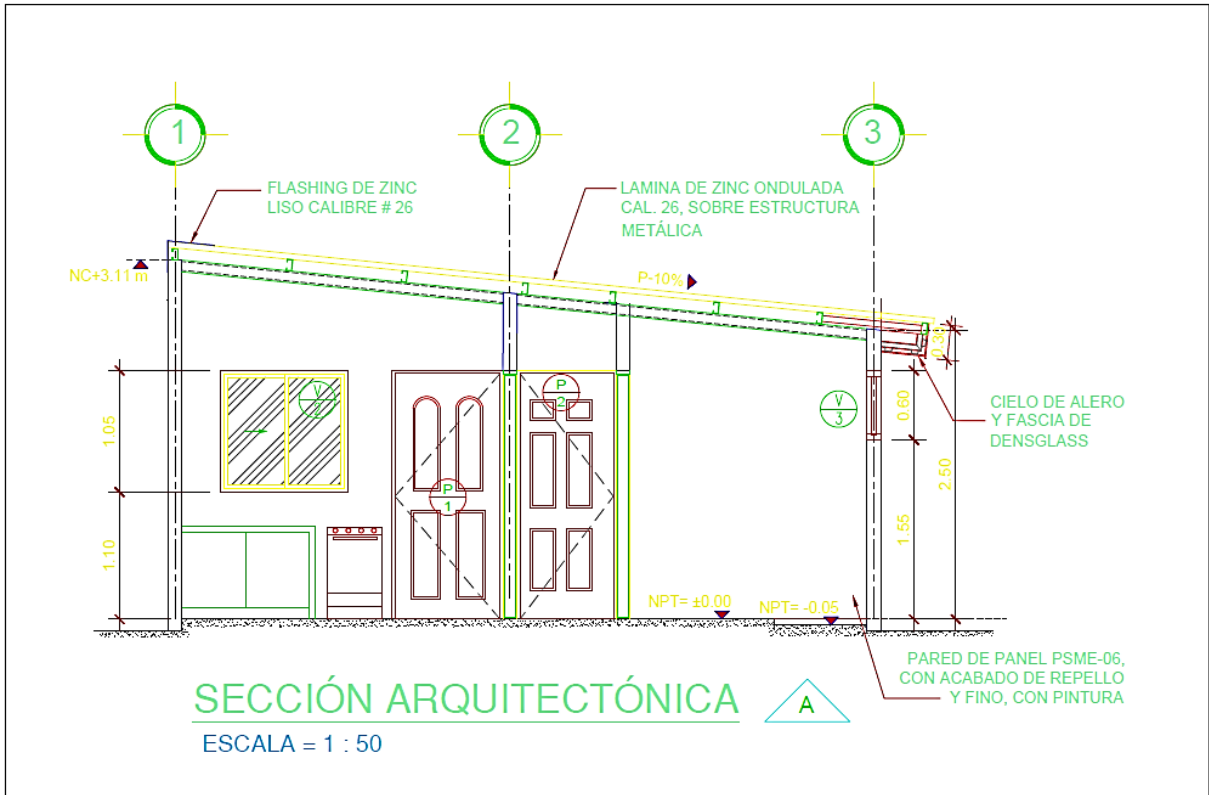 1
2
3
FLASHING DE ZINC
LISO CALIBRE # 26
LAMINA DE ZINC ONDULADA
CAL. 26, SOBRE ESTRUCTURA
METÁLICA
NC+3.11 m
P-10%
0.30
CIELO DE ALERO
Y FASCIA DE
DENSGLASS
V
2
P
2
V
3
P
1
1.05
1.10
0.60
2.50
1.55
NPT= ±0.00
NPT= -0.05
PARED DE PANEL PSME-06,
CON ACABADO DE REPELLO
Y FINO, CON PINTURA
SECCIÓN ARQUITECTÓNICA
A
ESCALA = 1 : 50